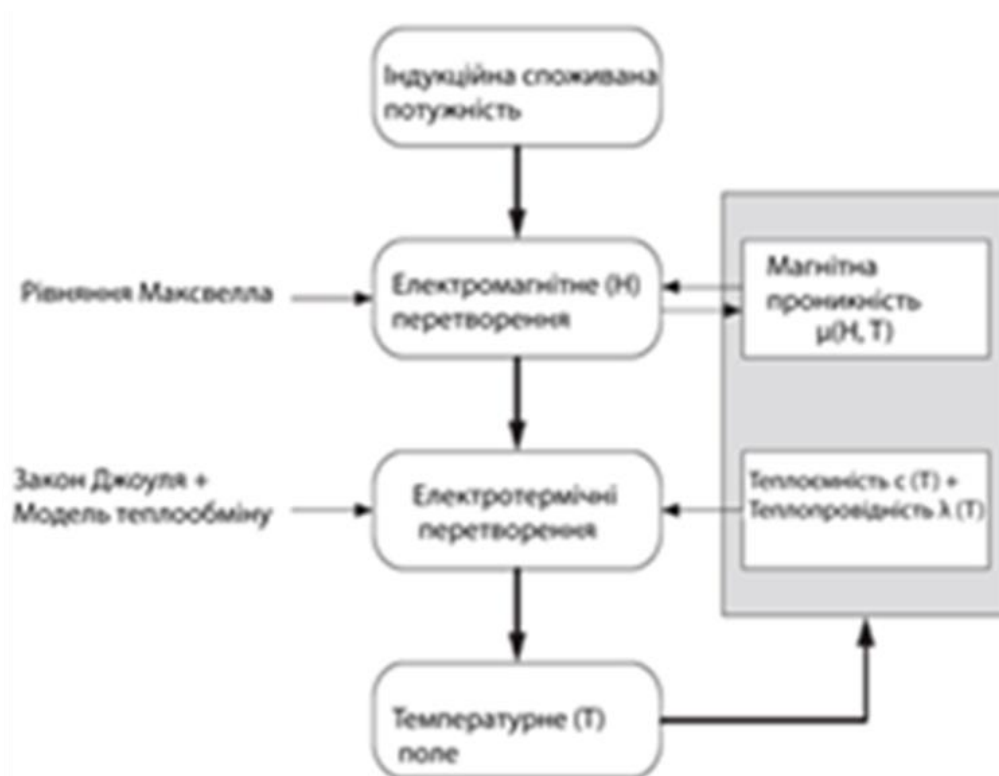 Індукційна споживана
потужність
Рівняння Максвелла
Електромагнітне (H)
перетворення
Магнітна
проникність
μ(H, T)
Закон Джоуля +
Модель теплообміну
Електротермічні
перетворення
Теплоємність c (T) +
Теплопровідність λ (T)
Температурне (T)
поле